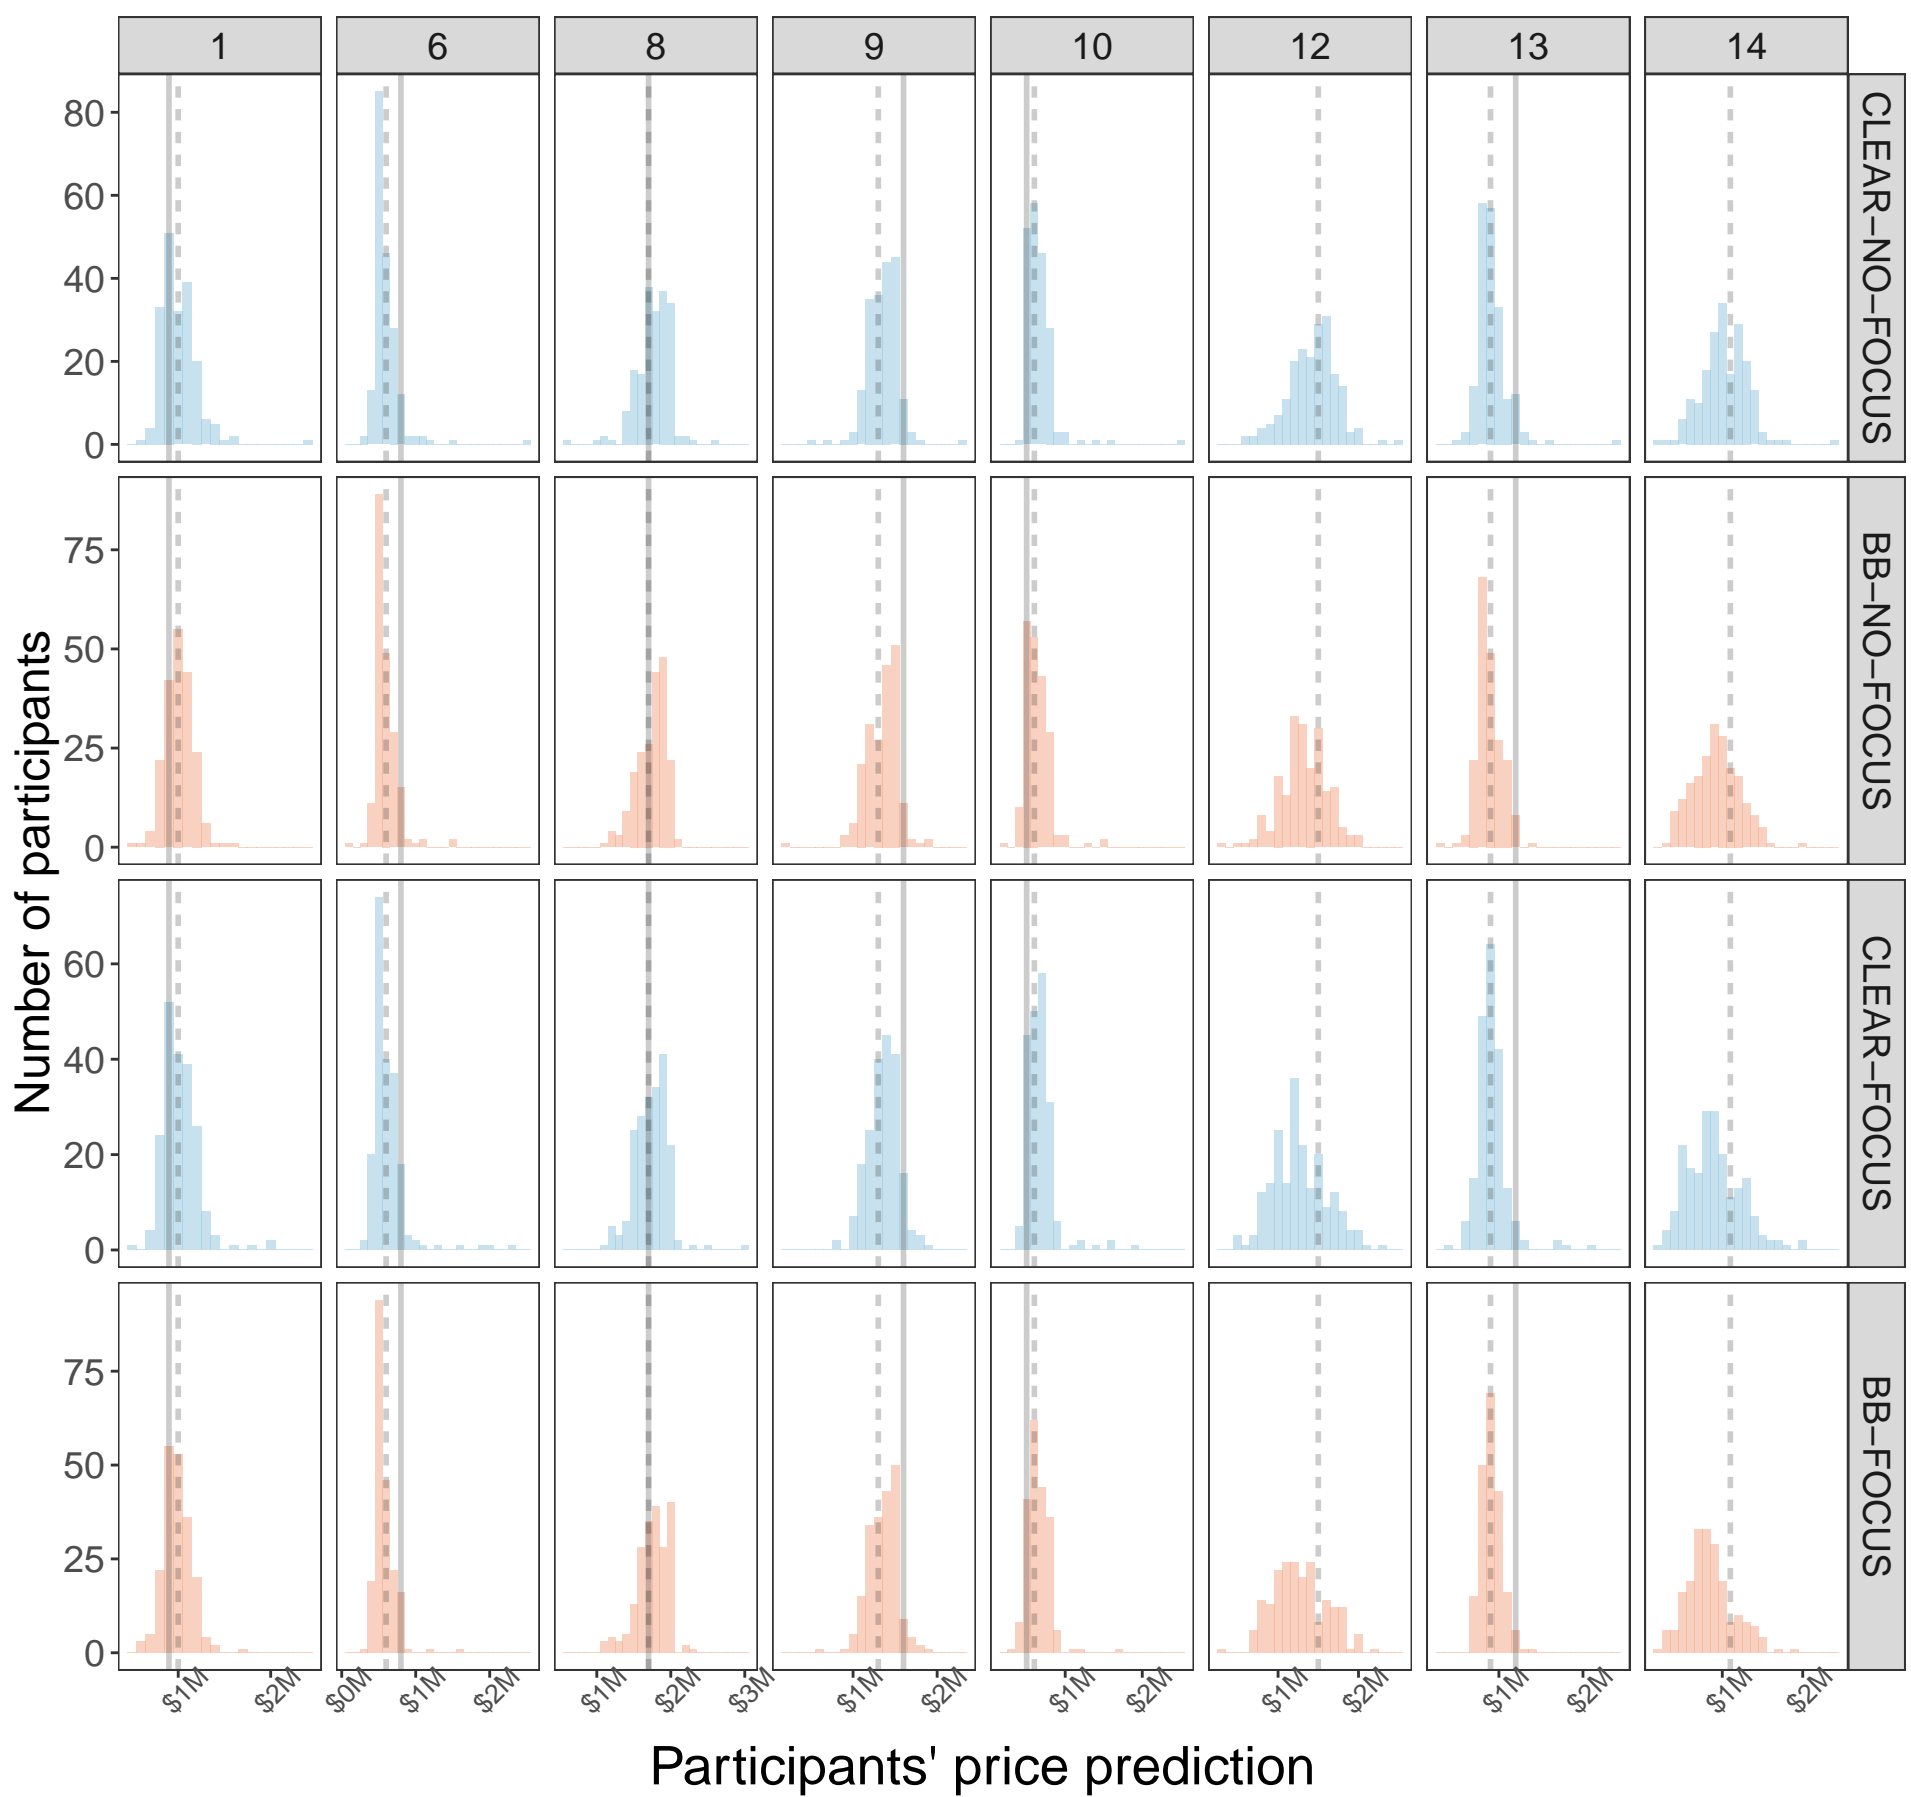 1 6 8 9 10 12 13 14
80
60
40
20
0
CLEAR−NO−FOCUS
75
50
25
0
BB−NO−FOCUS
Number of participants
60
40
20
0
CLEAR−FOCUS
75
50
25
0
BB−FOCUS
$1M $2M $0M $1M $2M $1M $2M $3M $1M $2M $1M $2M $1M $2M $1M $2M $1M $2M
Participants' price prediction